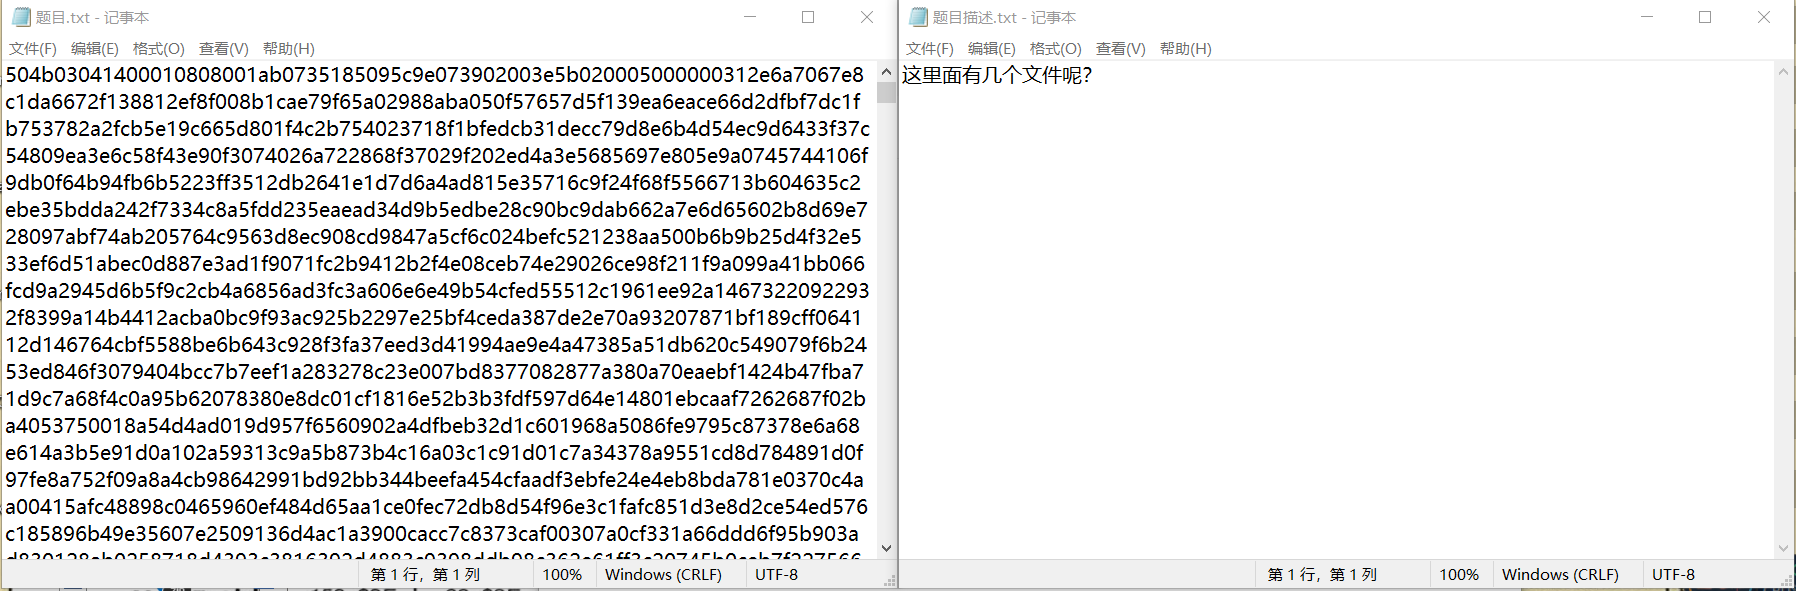 题目.txt - 记事本
文件(F) 编辑(E) 格式(O) 查看(V) 帮助(H)
504b03041400010808001ab0735185095c9e073902003e5b020005000000312e6a7067e8
c1da6672f138812ef8f008b1cae79f65a02988aba050f57657d5f139ea6eace66d2dfbf7dc1f
b753782a2fcb5e19c665d801f4c2b754023718f1bfedcb31decc79d8e6b4d54ec9d6433f37c
54809ea3e6c58f43e90f3074026a722868f37029f202ed4a3e5685697e805e9a0745744106f
9db0f64b94fb6b5223ff3512db2641e1d7d6a4ad815e35716c9f24f68f5566713b604635c2
ebe35bdda242f7334c8a5fdd235eaead34d9b5edbe28c90bc9dab662a7e6d65602b8d69e7
28097abf74ab205764c9563d8ec908cd9847a5cf6c024befc521238aa500b6b9b25d4f32e5
33ef6d51abec0d887e3ad1f9071fc2b9412b2f4e08ceb74e29026ce98f211f9a099a41bb066
fcd9a2945d6b5f9c2cb4a6856ad3fc3a606e6e49b54cfed55512c1961ee92a1467322092293
2f8399a14b4412acba0bc9f93ac925b2297e25bf4ceda387de2e70a93207871bf189cff0641
12d146764cbf5588be6b643c928f3fa37eed3d41994ae9e4a47385a51db620c549079f6b24
53ed846f3079404bcc7b7eef1a283278c23e007bd8377082877a380a70eaebf1424b47fba7
1d9c7a68f4c0a95b62078380e8dc01cf1816e52b3b3fdf597d64e14801ebcaaf7262687f02b
a4053750018a54d4ad019d957f6560902a4dfbeb32d1c601968a5086fe9795c87378e6a68
e614a3b5e91d0a102a59313c9a5b873b4c16a03c1c91d01c7a34378a9551cd8d784891d0f
97fe8a752f09a8a4cb98642991bd92bb344beefa454cfaadf3ebfe24e4eb8bda781e0370c4a
a00415afc48898c0465960ef484d65aa1ce0fec72db8d54f96e3c1fafc851d3e8d2ce54ed576
c185896b49e35607e2509136d4ac1a3900cacc7c8373caf00307a0cf331a66ddd6f95b903a
第 1 行，第 1 列 100% Windows (CRLF) UTF-8
题目描述.txt - 记事本
文件(F) 编辑(E) 格式(O) 查看(V) 帮助(H)
这里面有几个文件呢？
第 1 行，第 1 列 100% Windows (CRLF) UTF-8